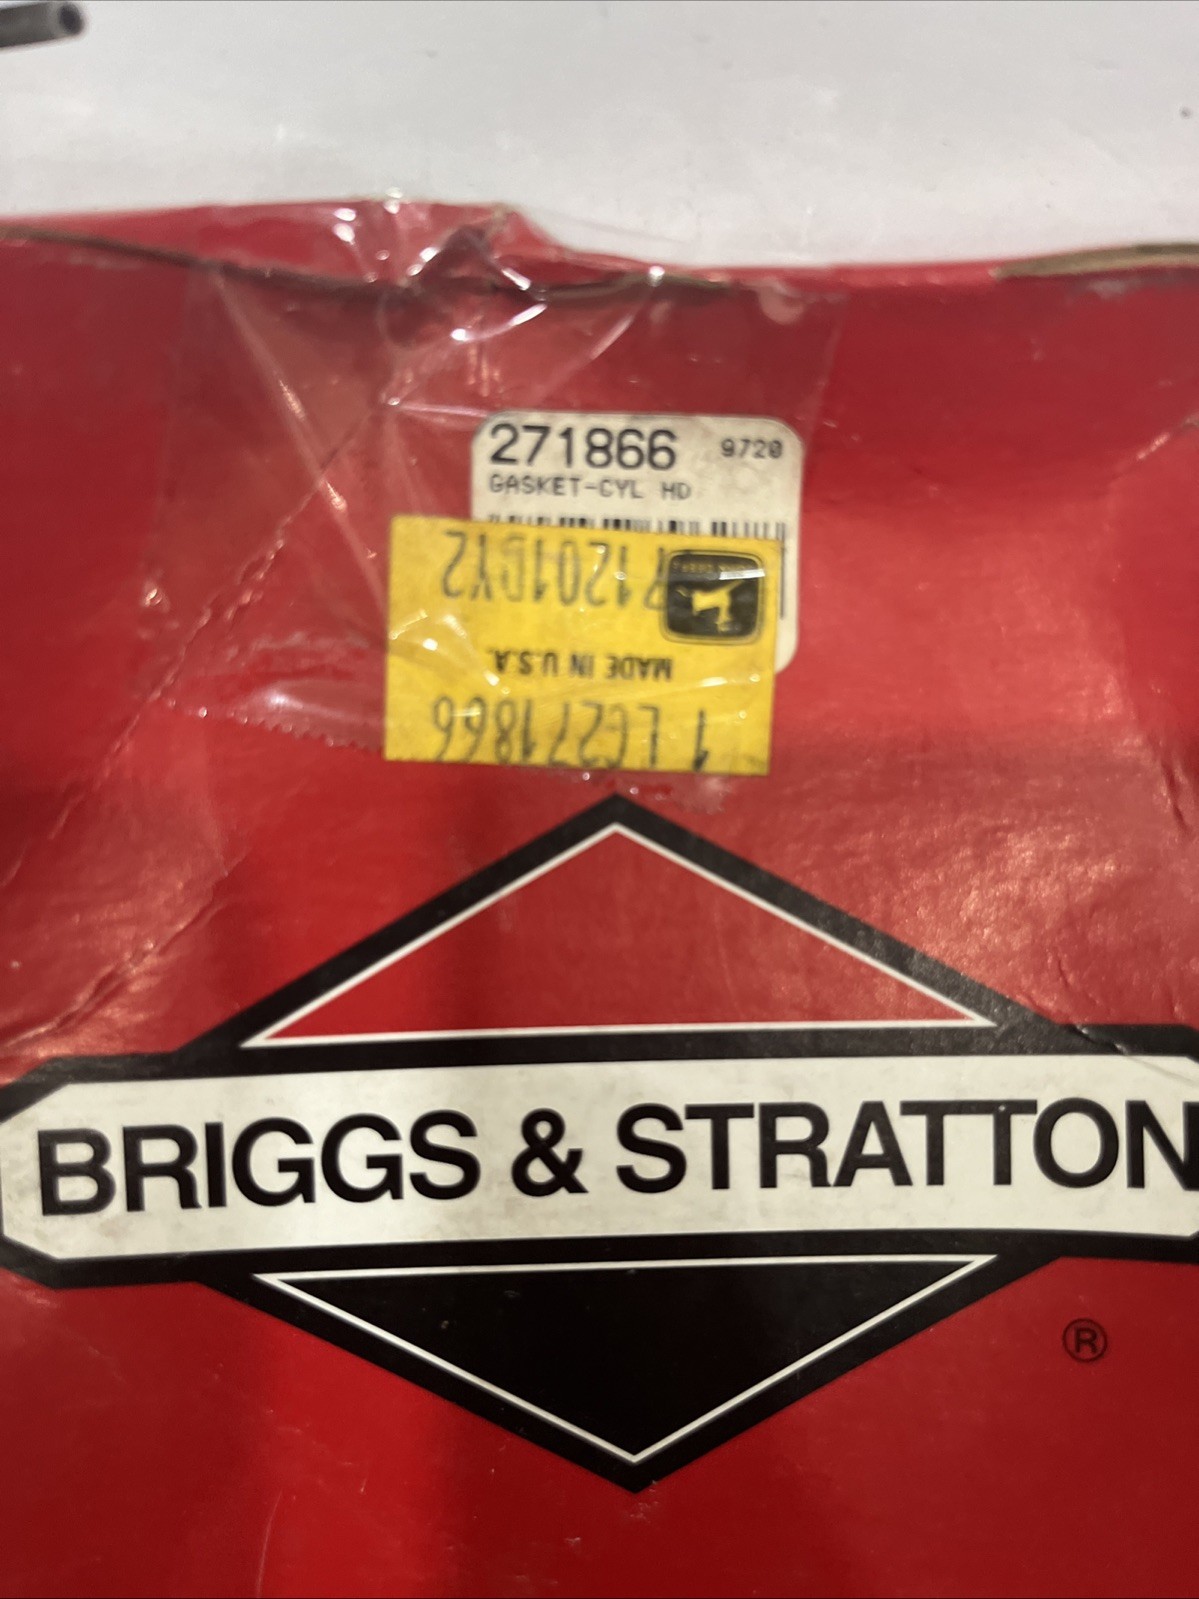 271866 9720
GASKET-CYL HD
1 LG271866
MADE IN U.S.A.
BRIGGS & STRATTON
®